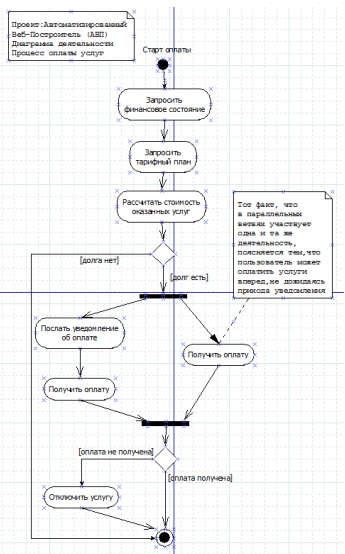 Проект:Автоматизированный
Веб-Построитель (АВП)
Диаграмма деятельности
Процесс оплаты услуг
Старт оплаты
Запросить
финансовое состояние
Запросить
тарифный план
Рассчитать стоимость
оказанных услуг
[долга нет]
[долг есть]
Тот факт, что
в параллельных
ветвях участвует
одна и та же
деятельность,
поясняется тем,что
пользователь может
оплатить услуги
вперед,не дожидаясь
прихода уведомления
Послать уведомление
об оплате
Получить оплату
Получить оплату
[оплата не получена]
[оплата получена]
Отключить услугу